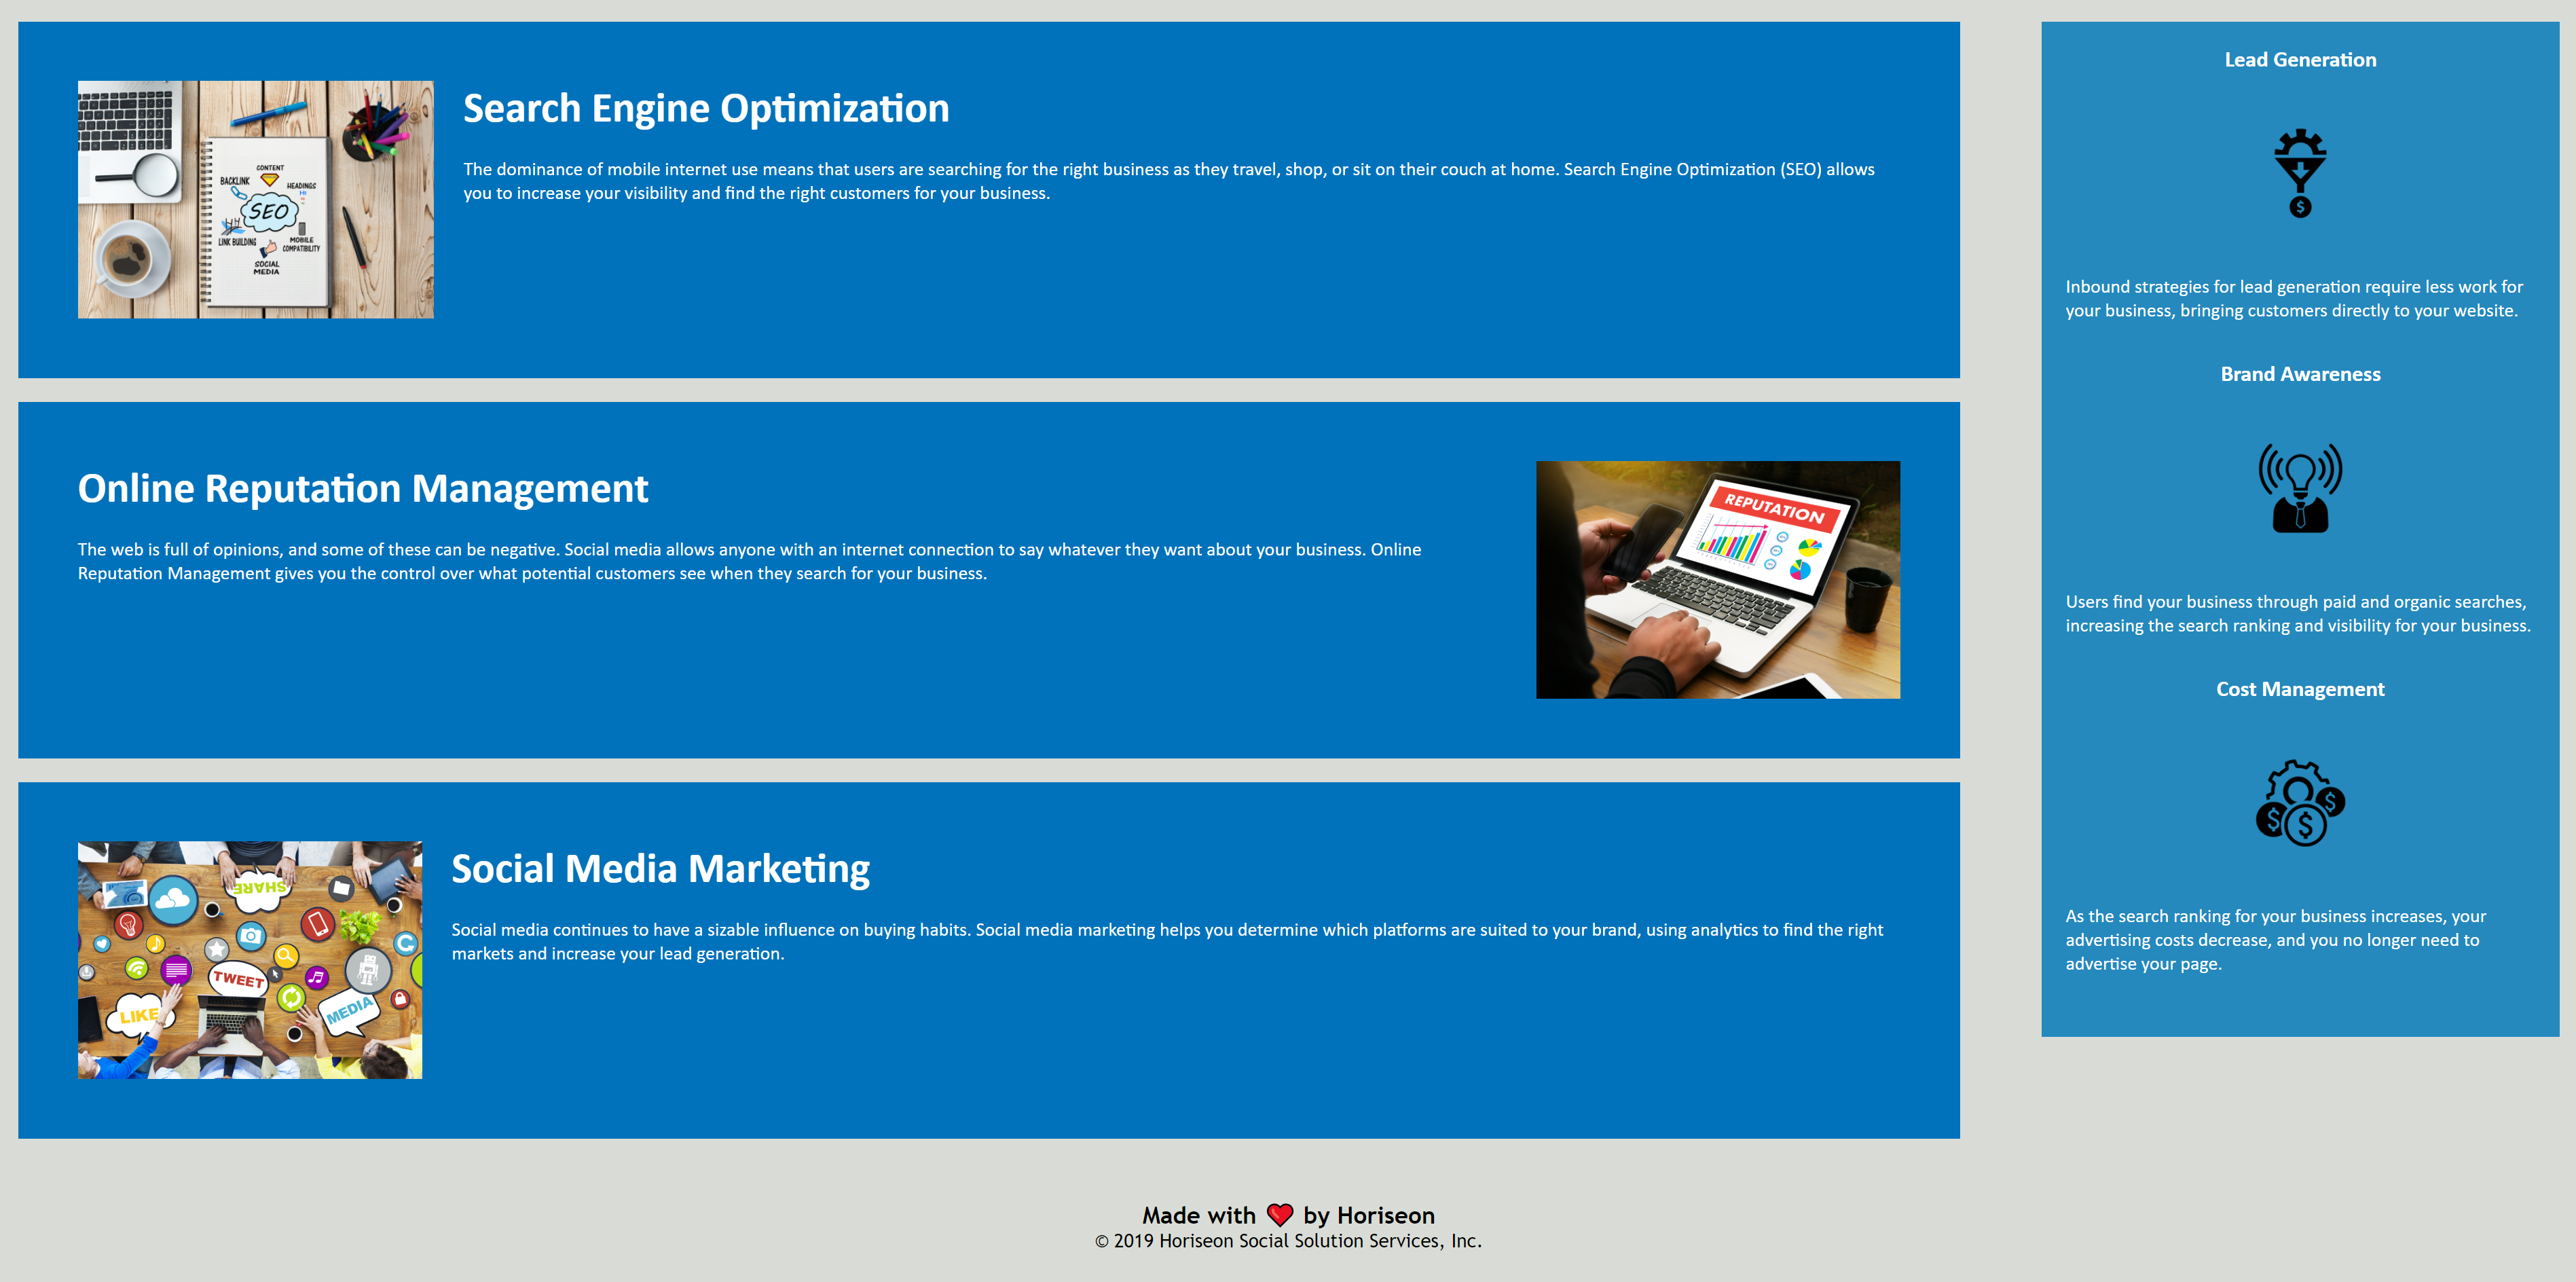 Search Engine Optimization
The dominance of mobile internet use means that users are searching for the right business as they travel, shop, or sit on their couch at home. Search Engine Optimization (SEO) allows
you to increase your visibility and find the right customers for your business.
CONTENT
BACKLINK
HEADINGS
SEO
LINK BUILDING
MOBILE
COMPATIBILITY
SOCIAL
MEDIA
Online Reputation Management
The web is full of opinions, and some of these can be negative. Social media allows anyone with an internet connection to say whatever they want about your business. Online
Reputation Management gives you the control over what potential customers see when they search for your business.
REPUTATION
Social Media Marketing
Social media continues to have a sizable influence on buying habits. Social media marketing helps you determine which platforms are suited to your brand, using analytics to find the right
markets and increase your lead generation.
SHARE
TWEET
LIKE
MEDIA
Lead Generation
$
Inbound strategies for lead generation require less work for
your business, bringing customers directly to your website.
Brand Awareness
Users find your business through paid and organic searches,
increasing the search ranking and visibility for your business.
Cost Management
$ $ $
As the search ranking for your business increases, your
advertising costs decrease, and you no longer need to
advertise your page.
Made with ❤️ by Horiseon
© 2019 Horiseon Social Solution Services, Inc.